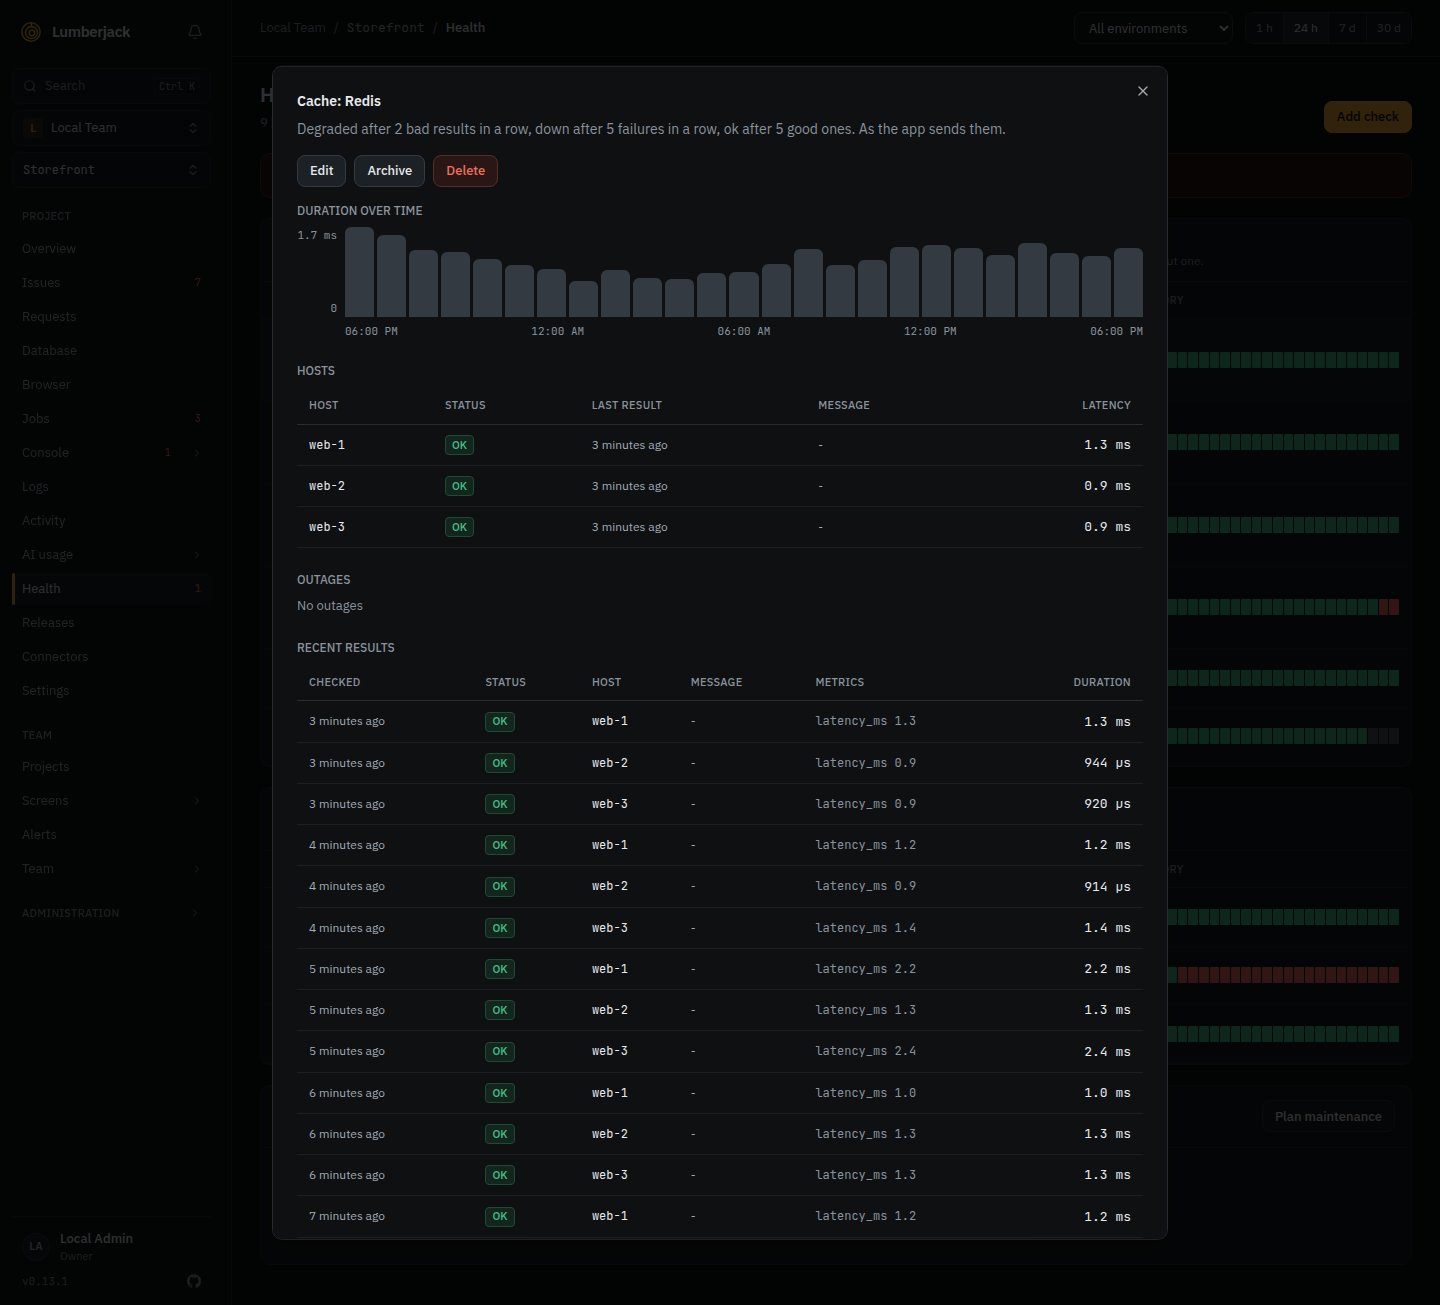 Lumberjack
Local Team / Storefront / Health
All environments
1 h
24 h
7 d
30 d
Search
Ctrl K
L
Local Team
Storefront
Add check
PROJECT
Overview
Issues 7
Requests
Database
Browser
Jobs 3
Console 1
Logs
Activity
AI usage
Health 1
Releases
Connectors
Settings
TEAM
Projects
Screens
Alerts
Team
ADMINISTRATION
LA
Local Admin
Owner
v0.13.1
Cache: Redis
Degraded after 2 bad results in a row, down after 5 failures in a row, ok after 5 good ones. As the app sends them.
Edit
Archive
Delete
DURATION OVER TIME
1.7 ms
0
06:00 PM 12:00 AM 06:00 AM 12:00 PM 06:00 PM
HOSTS
HOST STATUS LAST RESULT MESSAGE LATENCY
web-1 OK 3 minutes ago - 1.3 ms
web-2 OK 3 minutes ago - 0.9 ms
web-3 OK 3 minutes ago - 0.9 ms
OUTAGES
No outages
RECENT RESULTS
CHECKED STATUS HOST MESSAGE METRICS DURATION
3 minutes ago OK web-1 - latency_ms 1.3 1.3 ms
3 minutes ago OK web-2 - latency_ms 0.9 944 µs
3 minutes ago OK web-3 - latency_ms 0.9 920 µs
4 minutes ago OK web-1 - latency_ms 1.2 1.2 ms
4 minutes ago OK web-2 - latency_ms 0.9 914 µs
4 minutes ago OK web-3 - latency_ms 1.4 1.4 ms
5 minutes ago OK web-1 - latency_ms 2.2 2.2 ms
5 minutes ago OK web-2 - latency_ms 1.3 1.3 ms
5 minutes ago OK web-3 - latency_ms 2.4 2.4 ms
6 minutes ago OK web-1 - latency_ms 1.0 1.0 ms
6 minutes ago OK web-2 - latency_ms 1.3 1.3 ms
6 minutes ago OK web-3 - latency_ms 1.3 1.3 ms
7 minutes ago OK web-1 - latency_ms 1.2 1.2 ms
Plan maintenance